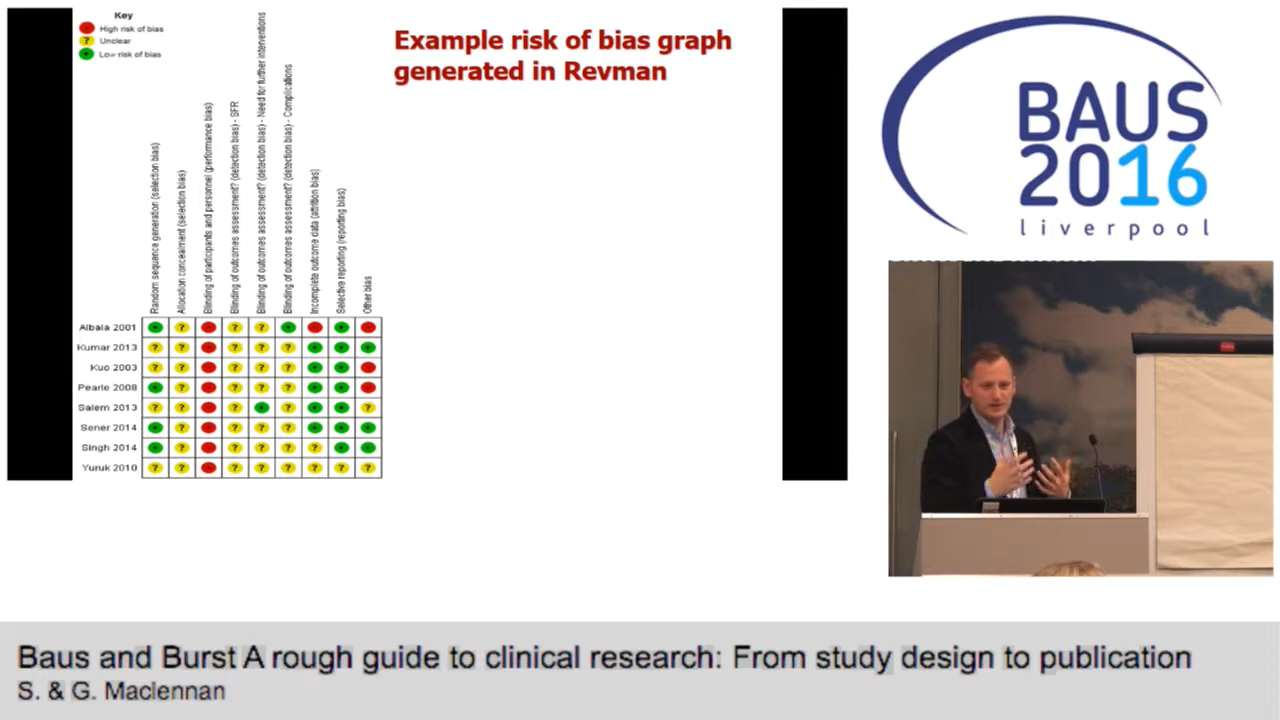 Key
High risk of bias
Unclear
Low risk of bias
Example risk of bias graph
generated in Revman
Random sequence generation (selection bias)
Allocation concealment (selection bias)
Blinding of participants and personnel (performance bias)
Blinding of outcomes assessment? (detection bias) - SFR
Blinding of outcomes assessment? (detection bias) - Need for further interventions
Blinding of outcomes assessment? (detection bias) - Complications
Incomplete outcome data (attrition bias)
Selective reporting (reporting bias)
Other bias
Albala 2001
? ? ?
Kumar 2013
? ? ? ? ?
Kuo 2003
? ? ? ? ?
Pearle 2008
? ? ? ?
Salem 2013
? ? ? ? ?
Sener 2014
? ? ? ?
Singh 2014
? ? ? ? ?
Yuruk 2010
? ? ? ? ? ? ? ?
BAUS
2016
liverpool
Baus and Burst A rough guide to clinical research: From study design to publication
S. & G. Maclennan